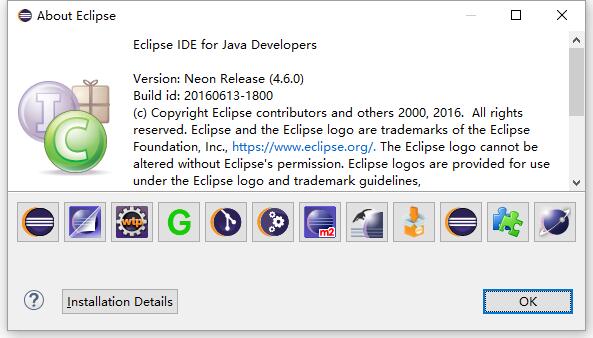 About Eclipse
Eclipse IDE for Java Developers
Version: Neon Release (4.6.0)
Build id: 20160613-1800
(c) Copyright Eclipse contributors and others 2000, 2016.  All rights
reserved. Eclipse and the Eclipse logo are trademarks of the Eclipse
Foundation, Inc., https://www.eclipse.org/. The Eclipse logo cannot be
altered without Eclipse's permission. Eclipse logos are provided for use
under the Eclipse logo and trademark guidelines,
I
C
wtp
G
m2
?
Installation Details
OK